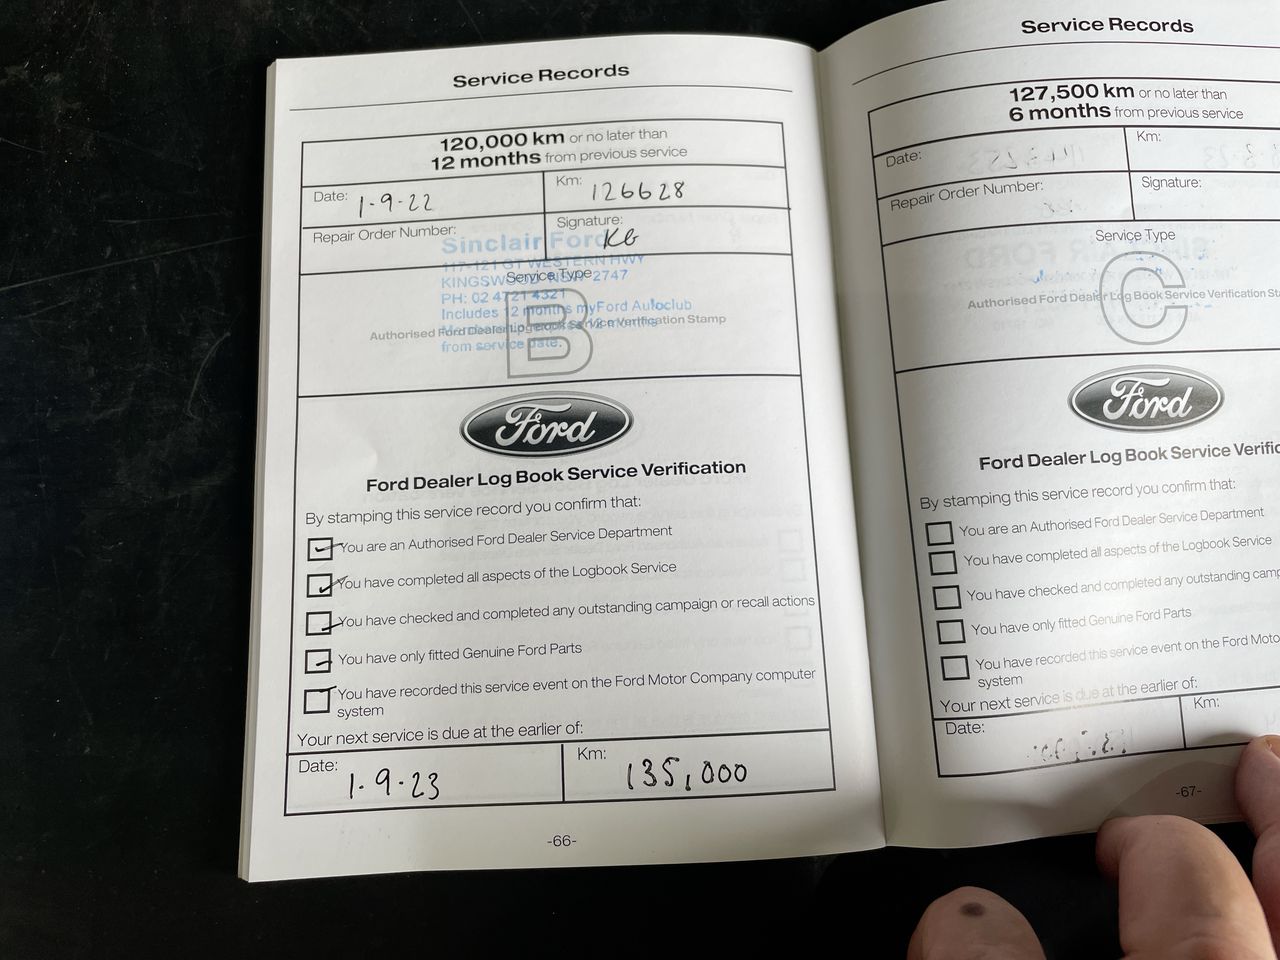 Service Records
120,000 km or no later than
12 months from previous service
Date: 1-9-22
Km: 126628
Repair Order Number:
Signature: KG
Sinclair Ford
117-121 GT WESTERN HWY
KINGSWOOD NSW 2747
PH: 02 4721 4321
Service Type
B
Includes 12 months myFord Autoclub
Authorised Ford Dealer Log Book Service Verification Stamp
from service date.
Ford
Ford Dealer Log Book Service Verification
By stamping this service record you confirm that:
You are an Authorised Ford Dealer Service Department
You have completed all aspects of the Logbook Service
You have checked and completed any outstanding campaign or recall actions
You have only fitted Genuine Ford Parts
You have recorded this service event on the Ford Motor Company computer
system
Your next service is due at the earlier of:
Date: 1-9-23
Km: 135,000
-66-
Service Records
127,500 km or no later than
6 months from previous service
Date:
Km:
Repair Order Number:
Signature:
Service Type
C
Authorised Ford Dealer Log Book Service Verification Sta
Ford
Ford Dealer Log Book Service Verific
By stamping this service record you confirm that:
You are an Authorised Ford Dealer Service Department
You have completed all aspects of the Logbook Service
You have checked and completed any outstanding camp
You have only fitted Genuine Ford Parts
You have recorded this service event on the Ford Moto
system
Your next service is due at the earlier of:
Date:
Km:
-67-